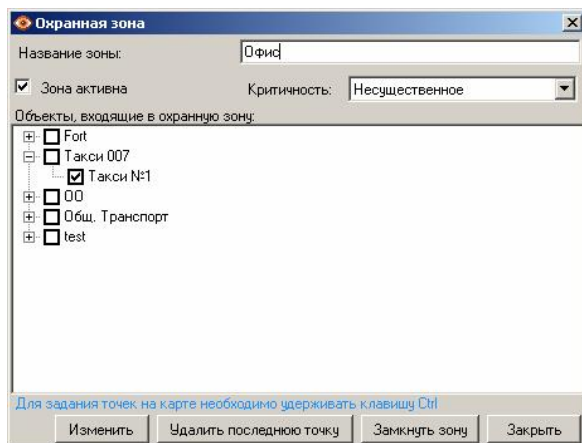 Охранная зона
Название зоны: Офис
Зона активна Критичность: Несущественное
Объекты, входящие в охранную зону:
Fort
Такси 007
Такси №1
ОО
Общ. Транспорт
test
Для задания точек на карте необходимо удерживать клавишу Ctrl
Изменить Удалить последнюю точку Замкнуть зону Закрыть